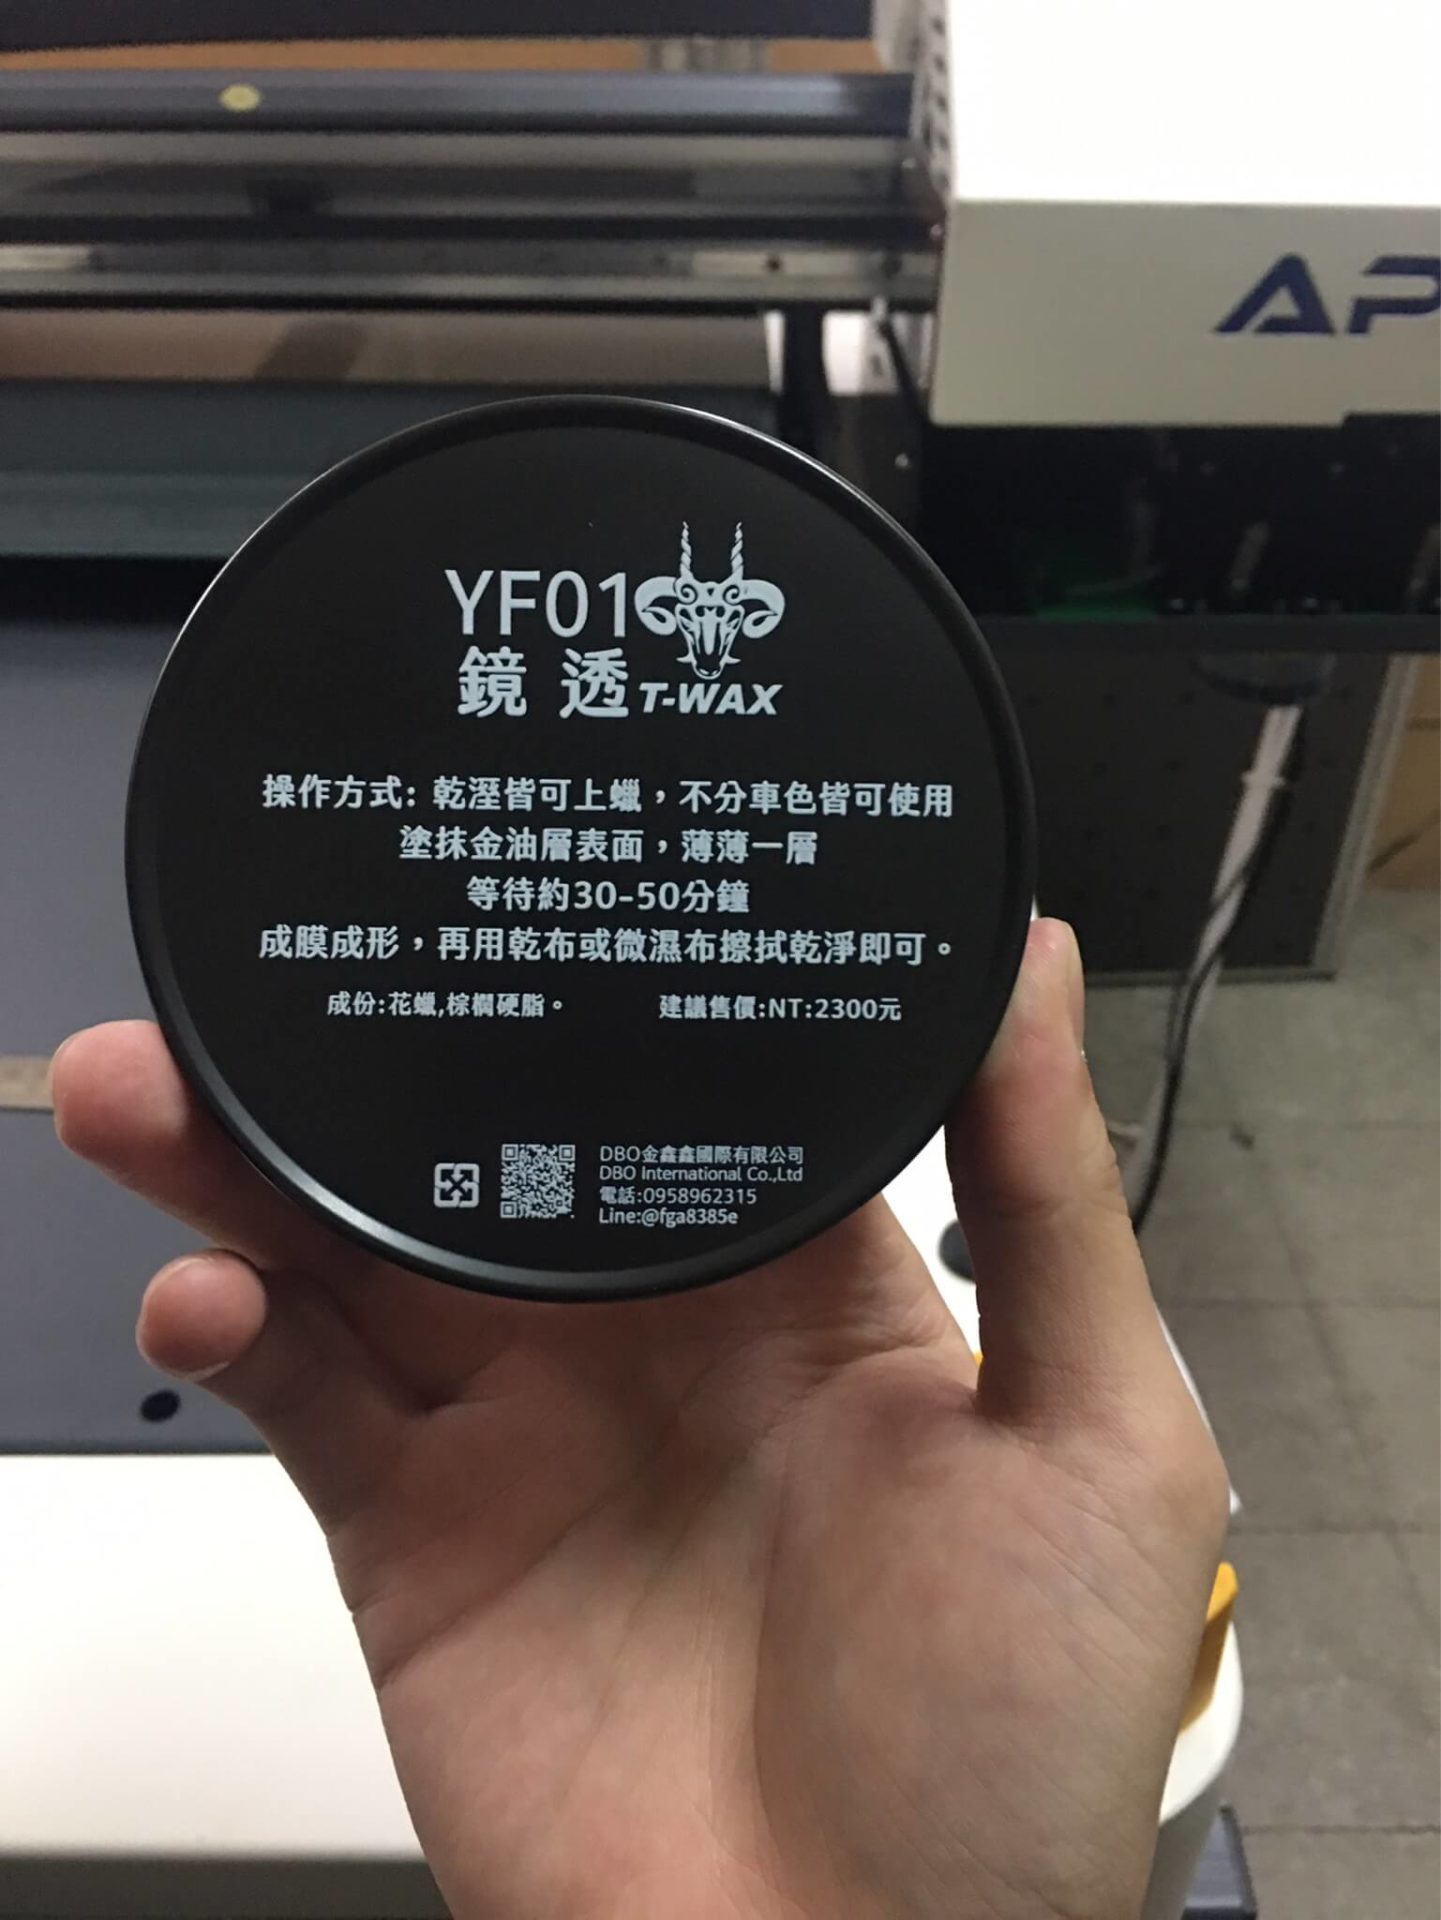 AP
YF01
鏡 透 T-WAX
操作方式: 乾溼皆可上蠟，不分車色皆可使用
塗抹金油層表面，薄薄一層
等待約30-50分鐘
成膜成形，再用乾布或微濕布擦拭乾淨即可。
成份:花蠟,棕櫚硬脂。 建議售價:NT:2300元
DBO金鑫鑫國際有限公司
DBO International Co.,Ltd
電話:0958962315
Line:@fga8385e